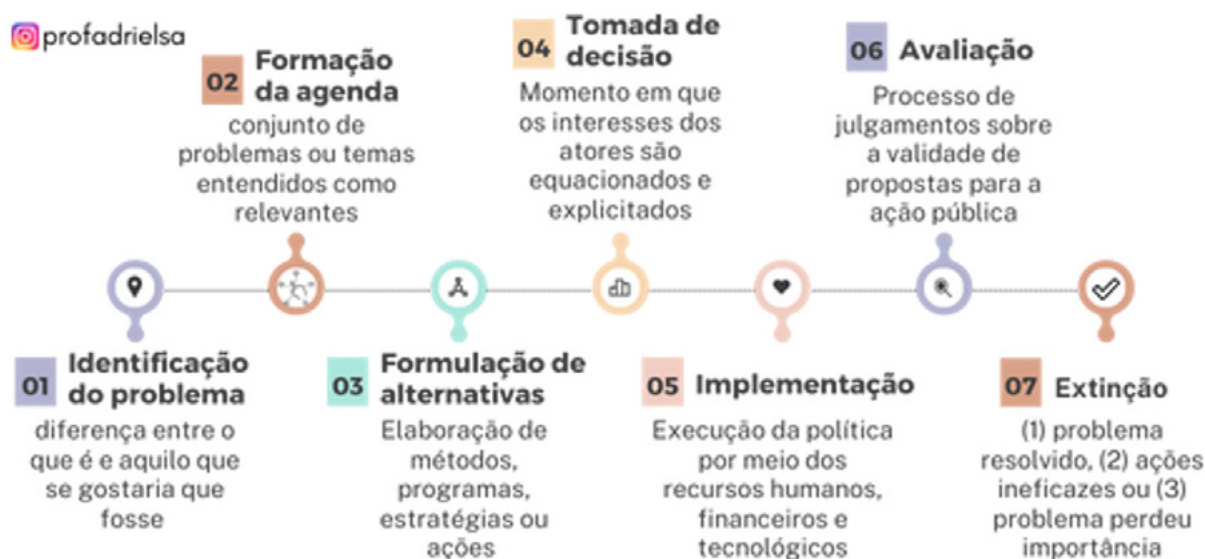 profadrielsa
01 Identificação
do problema
diferença entre o
que é e aquilo que
se gostaria que
fosse
02 Formação
da agenda
conjunto de
problemas ou temas
entendidos como
relevantes
03 Formulação de
alternativas
Elaboração de
métodos,
programas,
estratégias ou
ações
04 Tomada de
decisão
Momento em que
os interesses dos
atores são
equacionados e
explicitados
05 Implementação
Execução da política
por meio dos
recursos humanos,
financeiros e
tecnológicos
06 Avaliação
Processo de
julgamentos sobre
a validade de
propostas para a
ação pública
07 Extinção
(1) problema
resolvido, (2) ações
ineficazes ou (3)
problema perdeu
importância